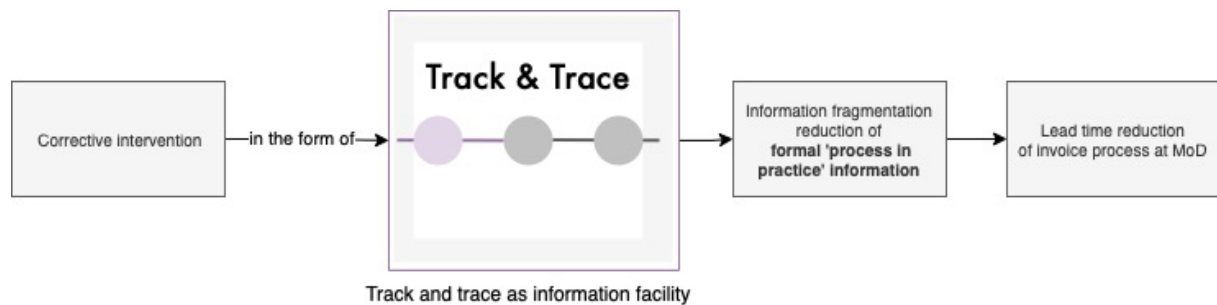 Corrective intervention
in the form of
Track & Trace
Track and trace as information facility
Information fragmentation
reduction of
formal 'process in
practice' information
Lead time reduction
of invoice process at MoD